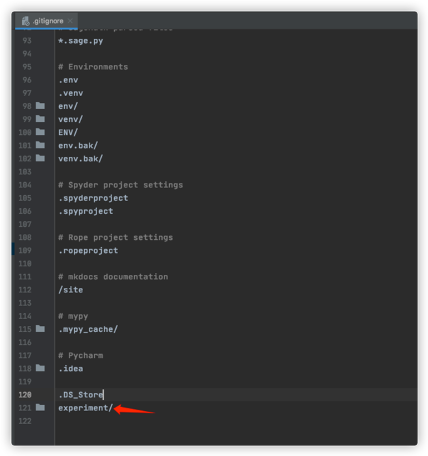 .gitignore
93 *.sage.py
94
95 # Environments
96 .env
97 .venv
98 env/
99 venv/
100 ENV/
101 env.bak/
102 venv.bak/
103
104 # Spyder project settings
105 .spyderproject
106 .spyproject
107
108 # Rope project settings
109 .ropeproject
110
111 # mkdocs documentation
112 /site
113
114 # mypy
115 .mypy_cache/
116
117 # Pycharm
118 .idea
119
120 .DS_Store
121 experiment/
122